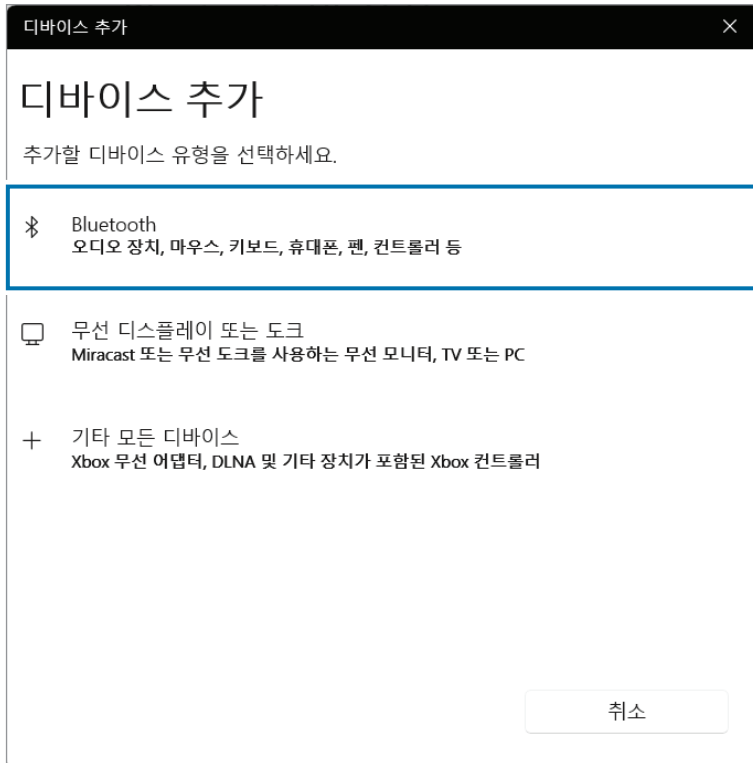 디바이스 추가
디바이스 추가
추가할 디바이스 유형을 선택하세요.
Bluetooth
오디오 장치, 마우스, 키보드, 휴대폰, 펜, 컨트롤러 등
무선 디스플레이 또는 도크
Miracast 또는 무선 도크를 사용하는 무선 모니터, TV 또는 PC
기타 모든 디바이스
Xbox 무선 어댑터, DLNA 및 기타 장치가 포함된 Xbox 컨트롤러
취소